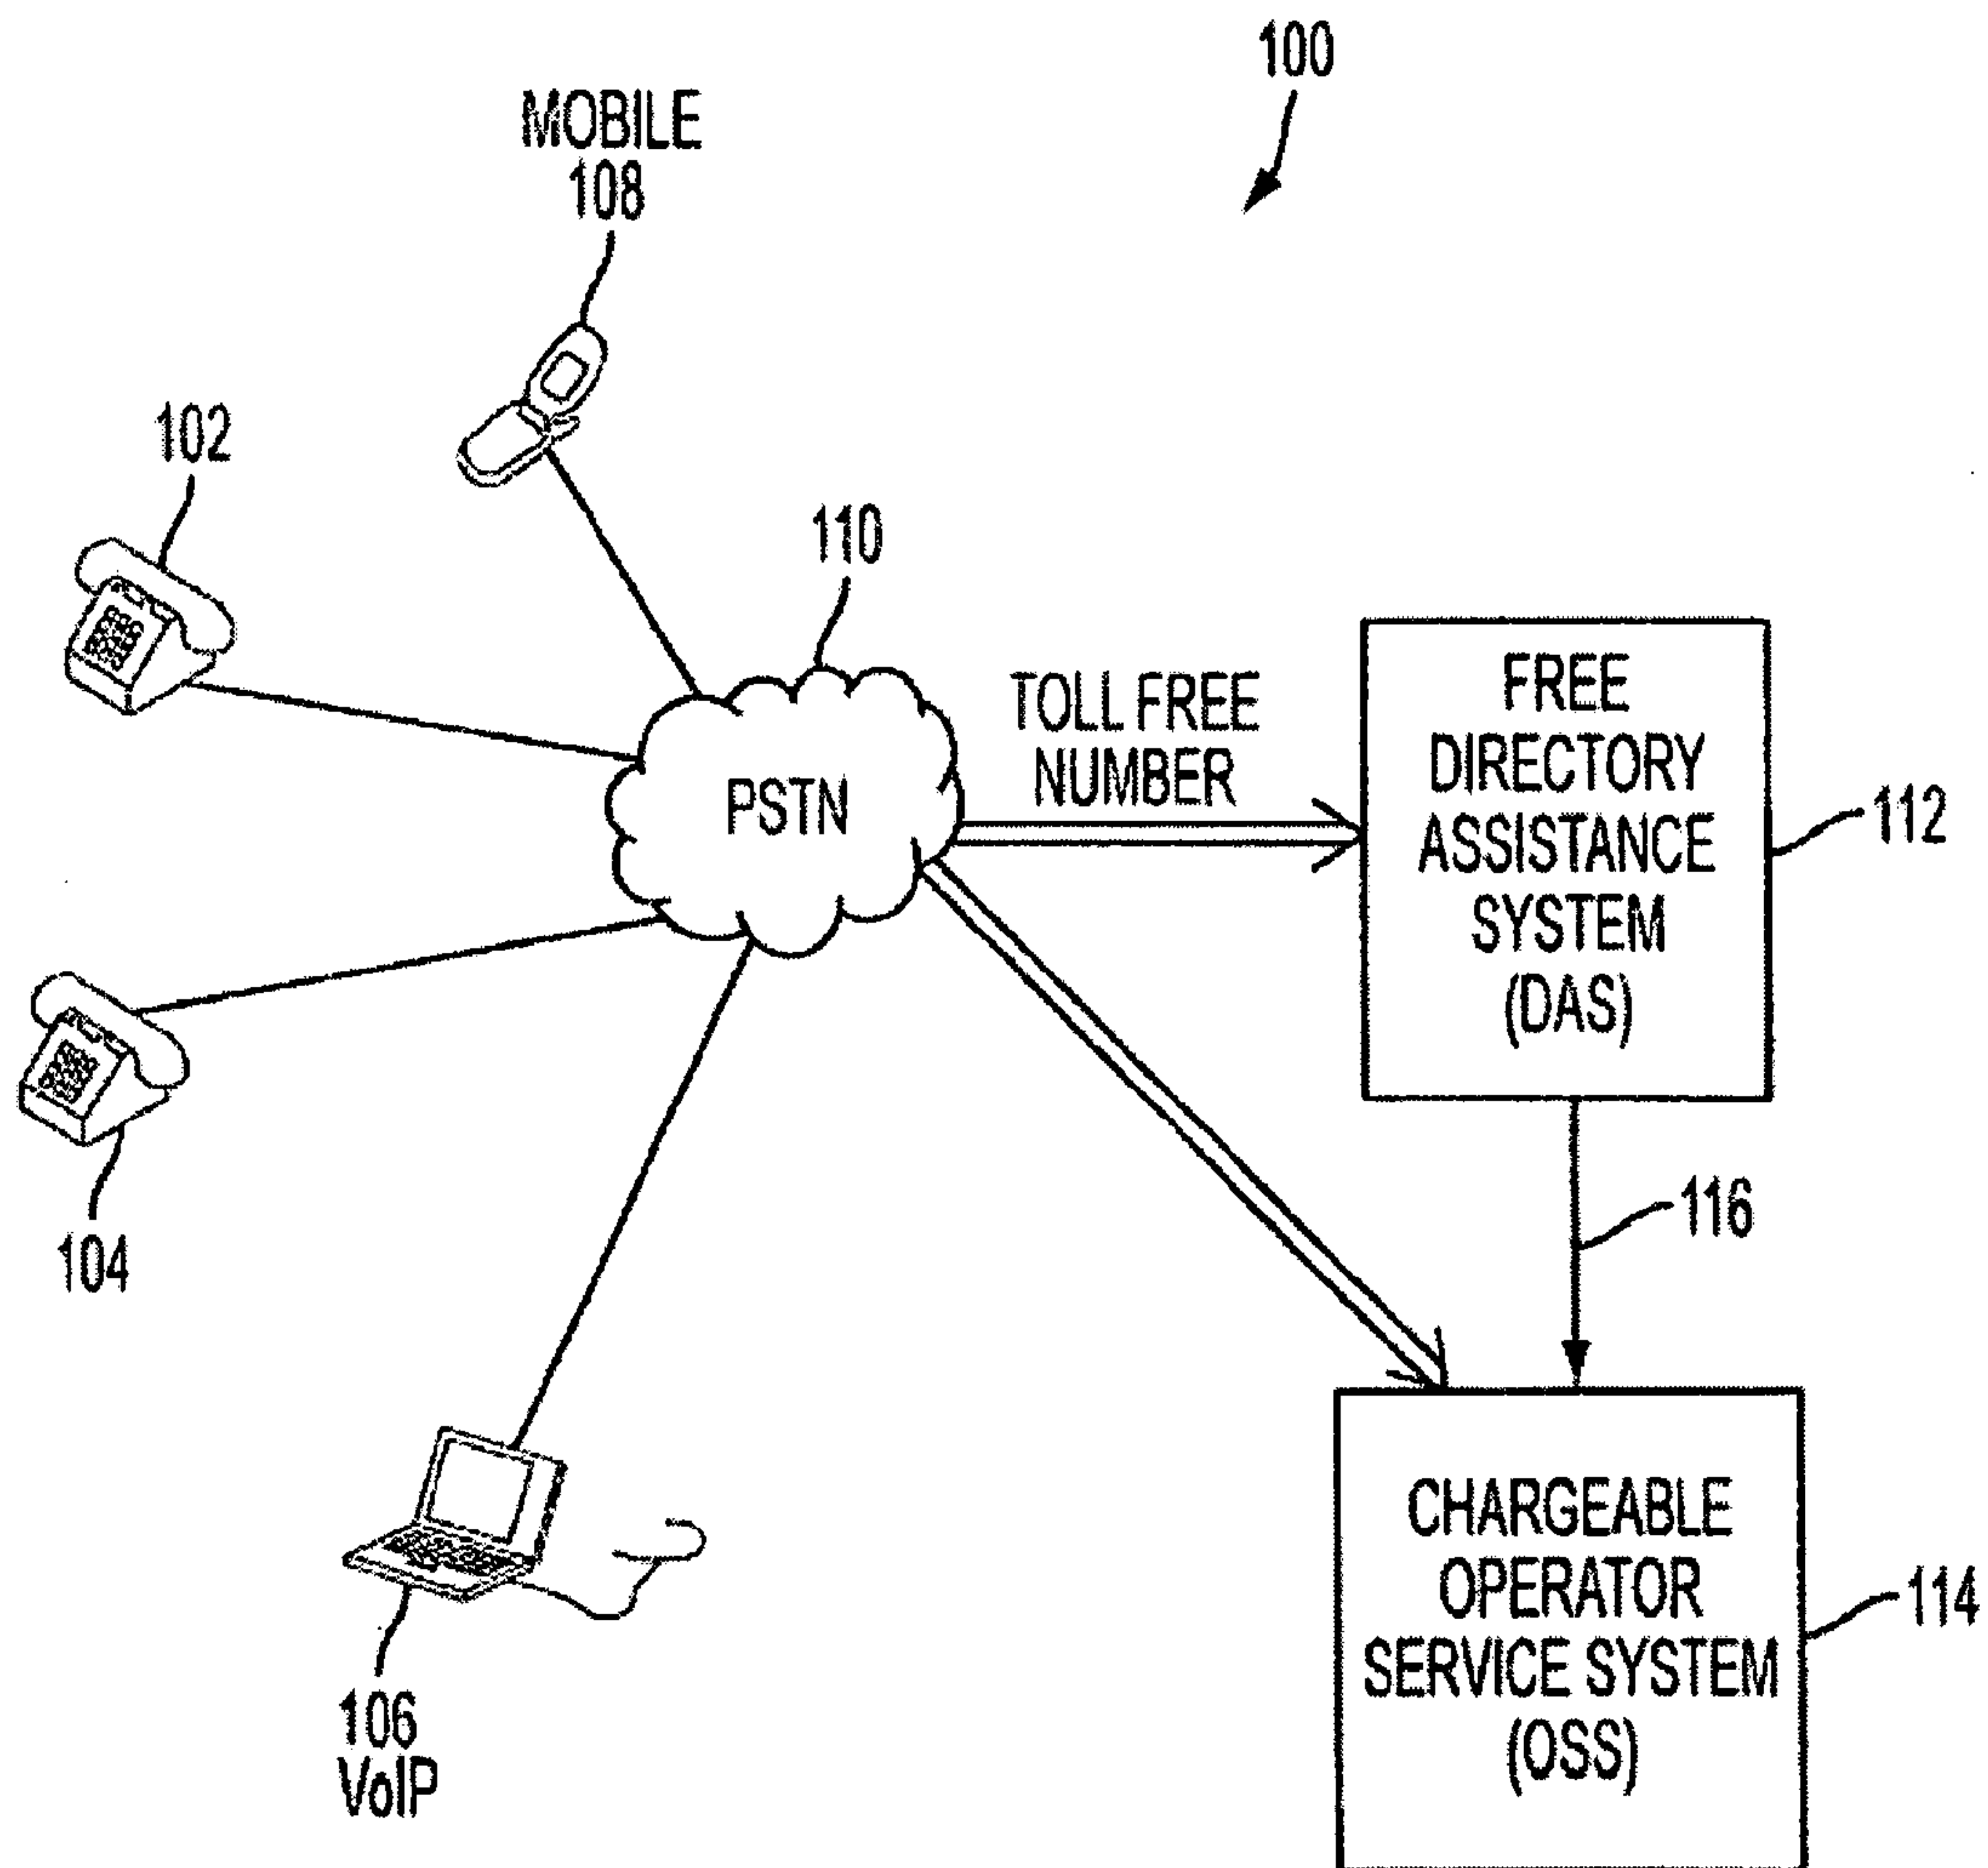 100
MOBILE
108
102
110
TOLL FREE
NUMBER
FREE
DIRECTORY
ASSISTANCE
SYSTEM
(DAS)
112
PSTN
116
104
CHARGEABLE
OPERATOR
SERVICE SYSTEM
(OSS)
114
106
VoIP